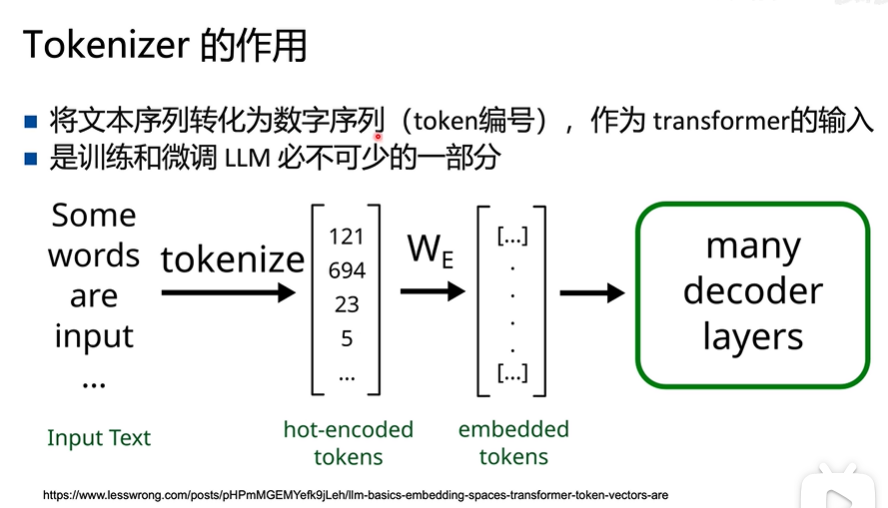 Tokenizer 的作用
将文本序列转化为数字序列（token编号），作为 transformer的输入
是训练和微调 LLM 必不可少的一部分
Some
words
are
input
...
tokenize
121
694
23
5
...
W_E
[...]
.
.
.
.
[...]
many
decoder
layers
Input Text
hot-encoded
tokens
embedded
tokens
https://www.lesswrong.com/posts/pHPmMGEMYefk9jLeh/llm-basics-embedding-spaces-transformer-token-vectors-are